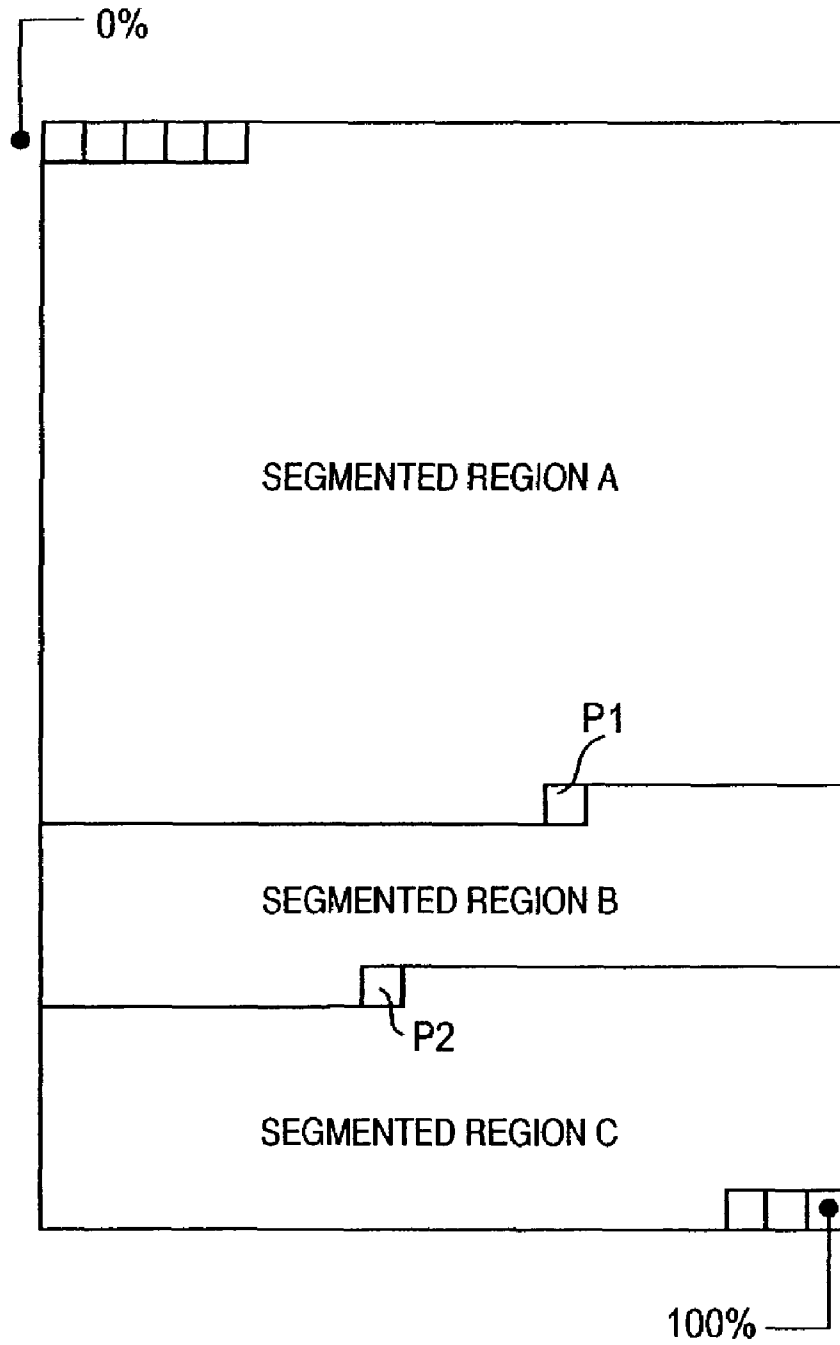 0%
SEGMENTED REGION A
P1
SEGMENTED REGION B
P2
SEGMENTED REGION C
100%